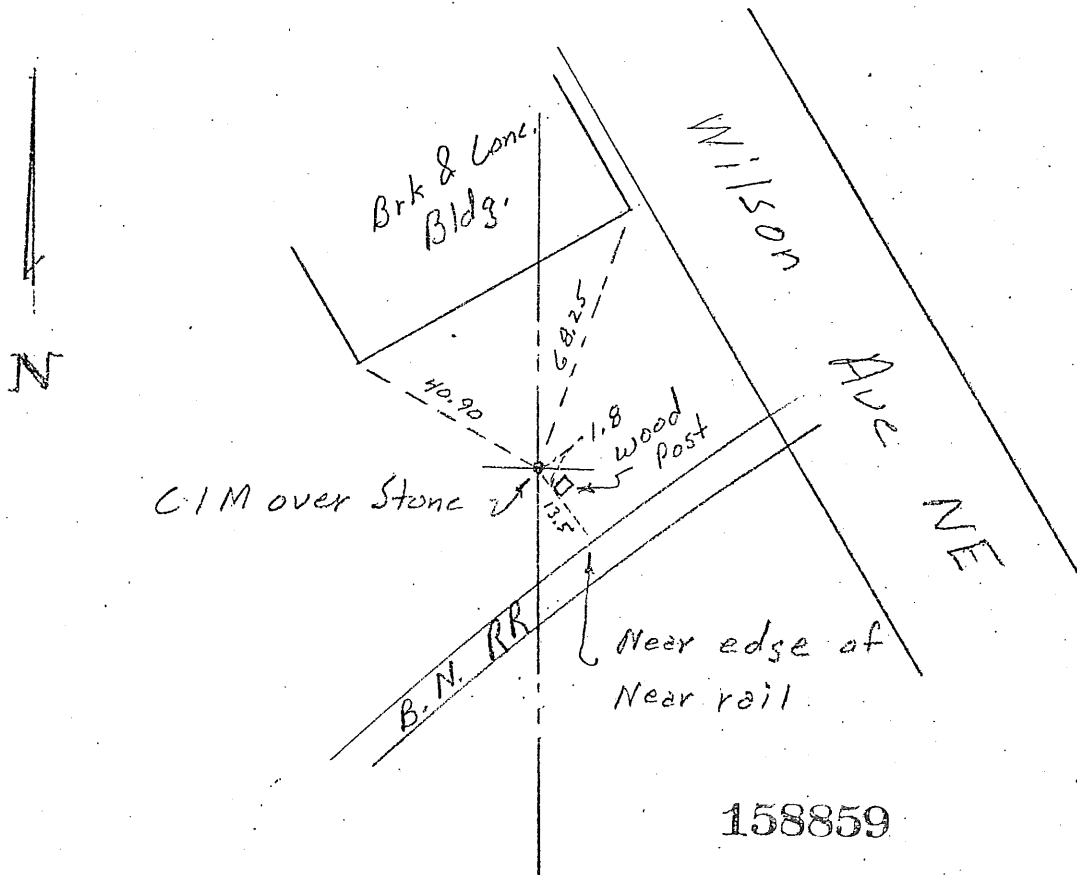 Brk & Conc.
Bldg.
Wilson Ave NE
N
68.25
40.90
1.8
Wood
Post
C I M over Stone
13.5
B. N. RR
Near edge of
Near rail
158859